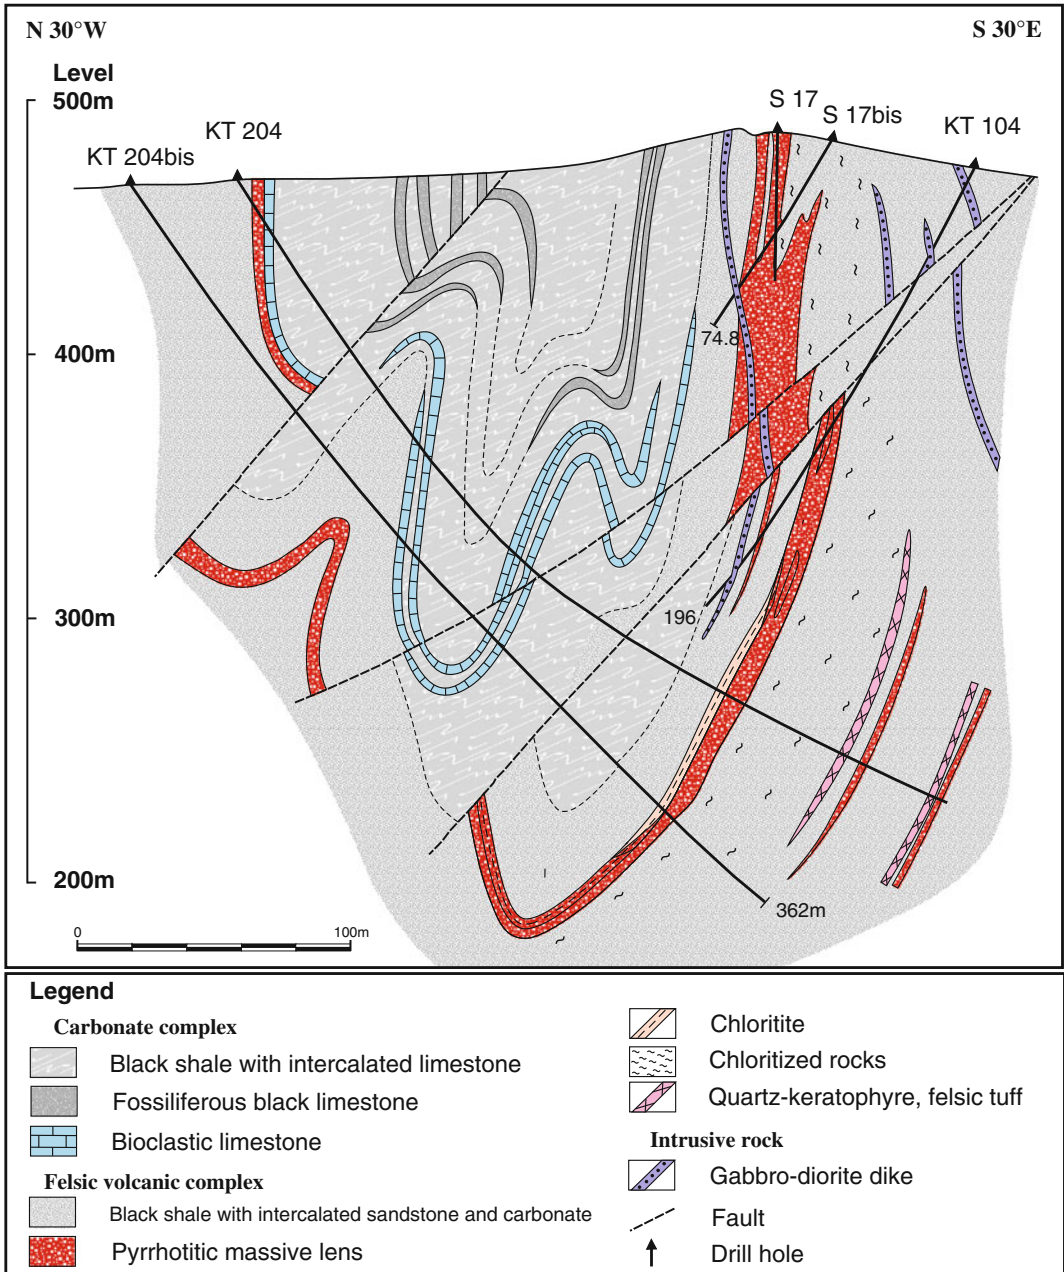 N 30°W
S 30°E
Level
500m
S 17
S 17bis
KT 204
KT 104
KT 204bis
74.8
400m
300m
196
200m
362m
0
100m
Legend
Carbonate complex
Black shale with intercalated limestone
Fossiliferous black limestone
Bioclastic limestone
Felsic volcanic complex
Black shale with intercalated sandstone and carbonate
Pyrrhotitic massive lens
Chloritite
Chloritized rocks
Quartz-keratophyre, felsic tuff
Intrusive rock
Gabbro-diorite dike
Fault
Drill hole